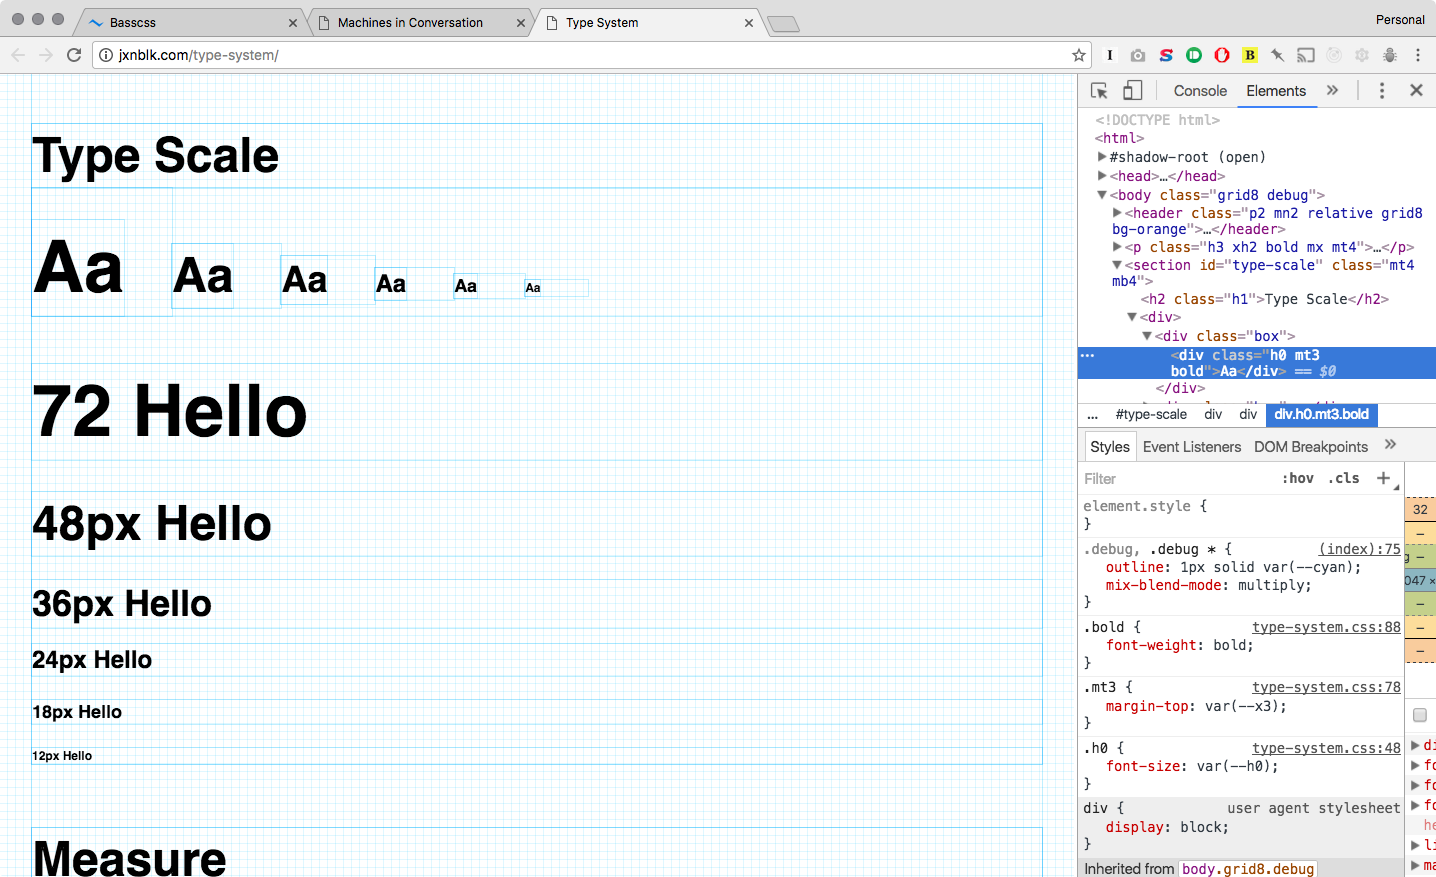 Basscss
Machines in Conversation
Type System
Personal
jxnblk.com/type-system/
Type Scale
Aa Aa Aa Aa Aa Aa
72 Hello
48px Hello
36px Hello
24px Hello
18px Hello
12px Hello
Measure
Console Elements »
<!DOCTYPE html>
<html>
#shadow-root (open)
<head>…</head>
<body class="grid8 debug">
<header class="p2 mn2 relative grid8
bg-orange">…</header>
<p class="h3 xh2 bold mx mt4">…</p>
<section id="type-scale" class="mt4
mb4">
<h2 class="h1">Type Scale</h2>
<div>
<div class="box">
… <div class="h0 mt3
bold">Aa</div> == $0
</div>
... #type-scale div div div.h0.mt3.bold
Styles Event Listeners DOM Breakpoints »
Filter :hov .cls +
element.style {
}
.debug, .debug * { (index):75
outline: 1px solid var(--cyan);
mix-blend-mode: multiply;
}
.bold { type-system.css:88
font-weight: bold;
}
.mt3 { type-system.css:78
margin-top: var(--x3);
}
.h0 { type-system.css:48
font-size: var(--h0);
}
div { user agent stylesheet
display: block;
}
Inherited from body.grid8.debug
32
–
–
047 ×
–
–
–
di
fo
fo
fo
he
li
ma